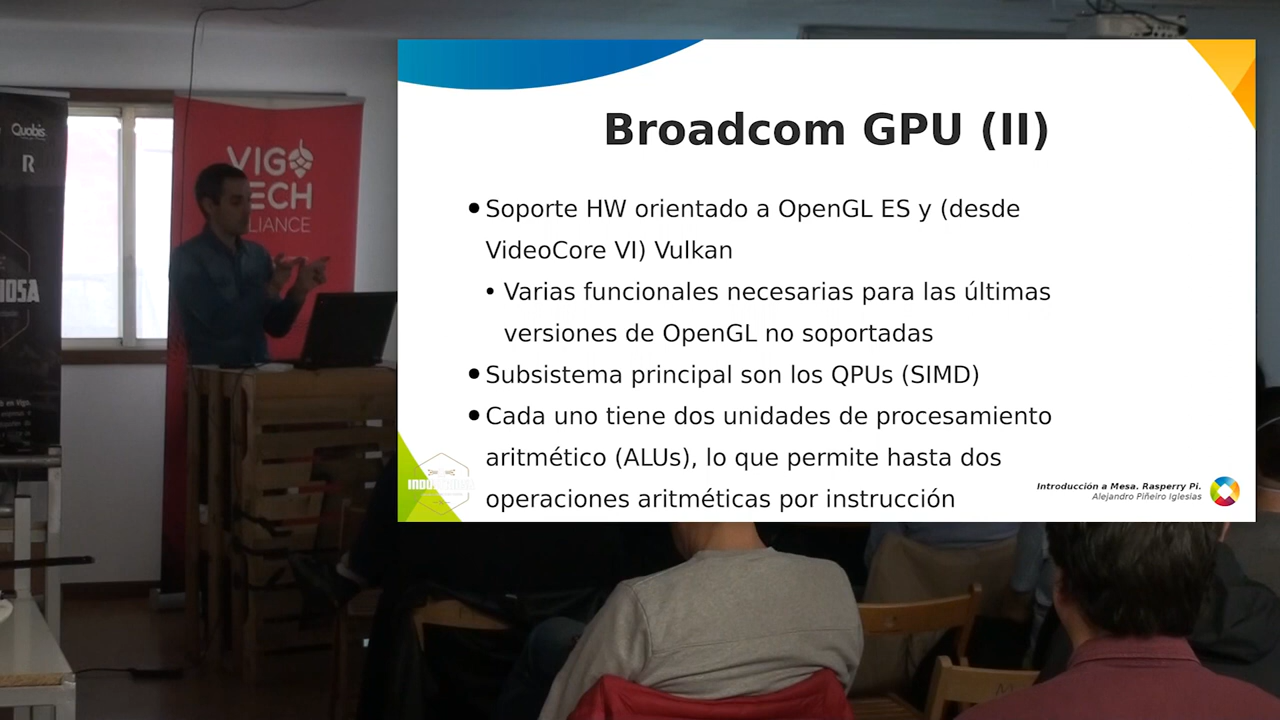 Quobis
R
VIGO
TECH
ALLIANCE
Broadcom GPU (II)
•Soporte HW orientado a OpenGL ES y (desde
VideoCore VI) Vulkan
• Varias funcionales necesarias para las últimas
versiones de OpenGL no soportadas
•Subsistema principal son los QPUs (SIMD)
•Cada uno tiene dos unidades de procesamiento
aritmético (ALUs), lo que permite hasta dos
operaciones aritméticas por instrucción
Introducción a Mesa. Rasperry Pi.
Alejandro Piñeiro Iglesias